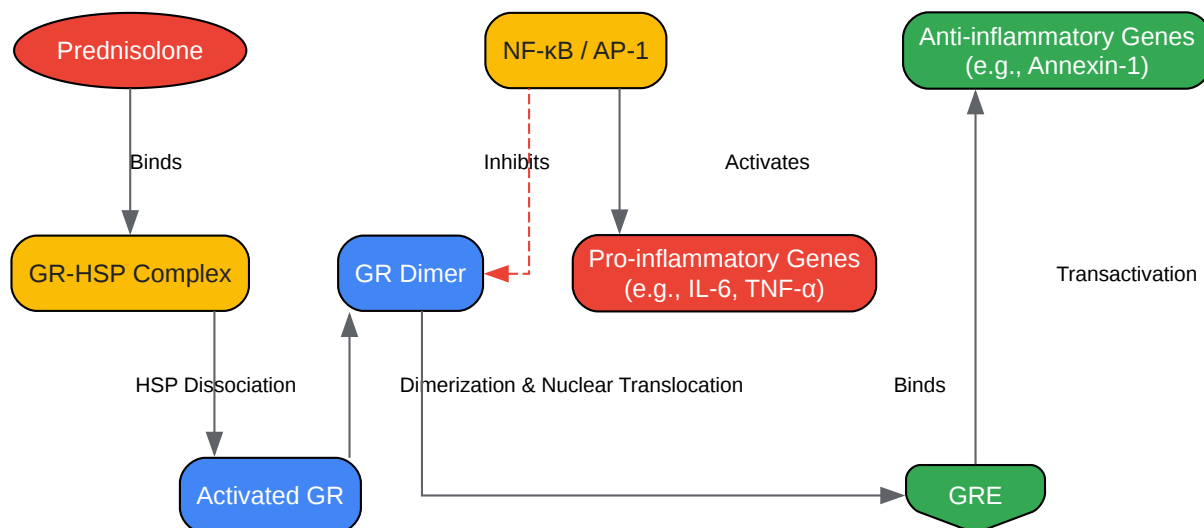 Prednisolone
NF-κB / AP-1
Anti-inflammatory Genes
(e.g., Annexin-1)
Binds
Inhibits
Activates
GR-HSP Complex
GR Dimer
Pro-inflammatory Genes
(e.g., IL-6, TNF-α)
Transactivation
HSP Dissociation
Dimerization & Nuclear Translocation
Binds
Activated GR
GRE